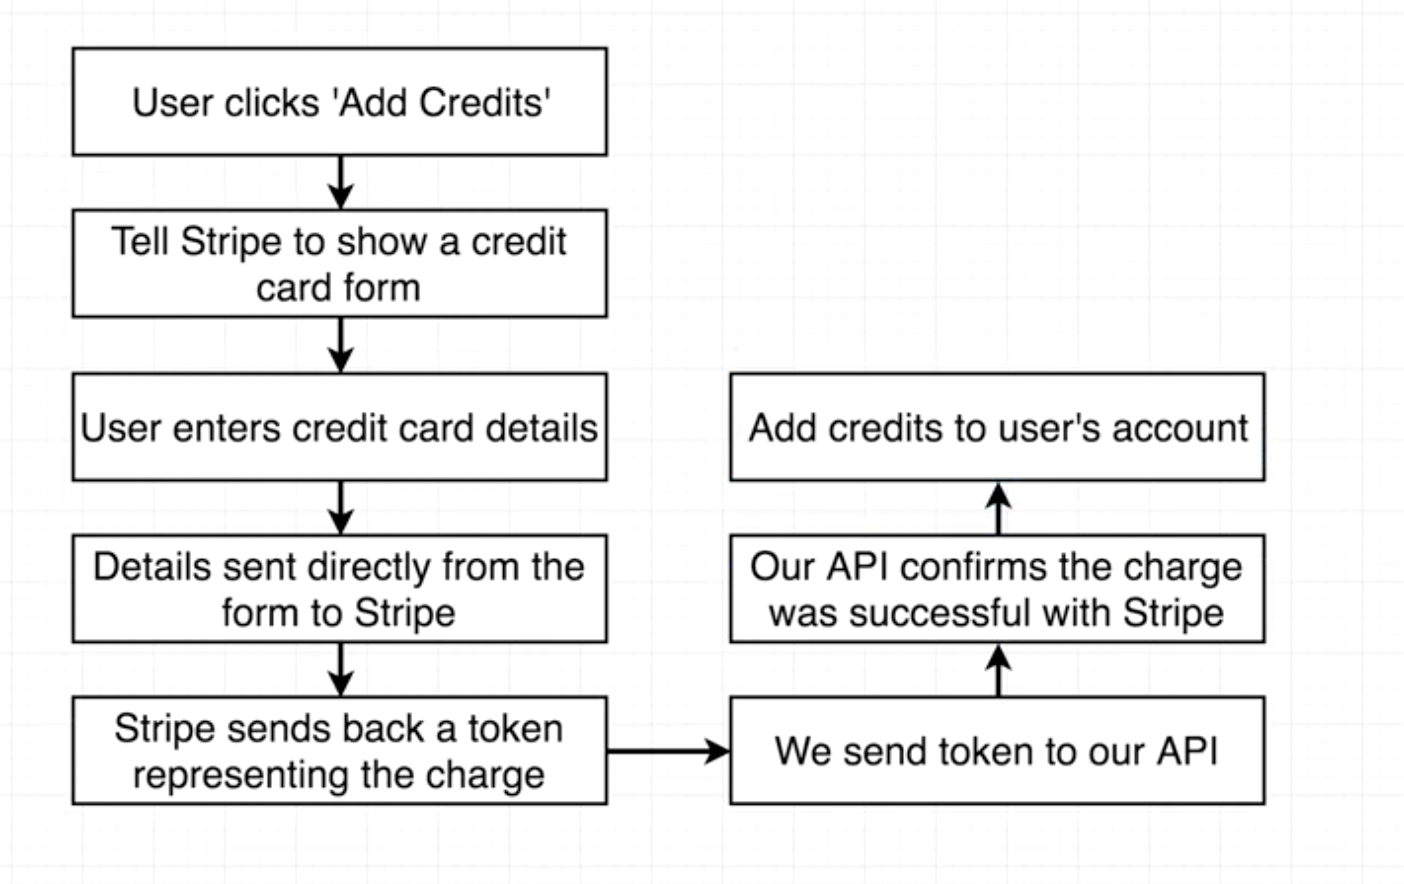 User clicks 'Add Credits'
Tell Stripe to show a credit
card form
User enters credit card details
Details sent directly from the
form to Stripe
Stripe sends back a token
representing the charge
We send token to our API
Our API confirms the charge
was successful with Stripe
Add credits to user's account